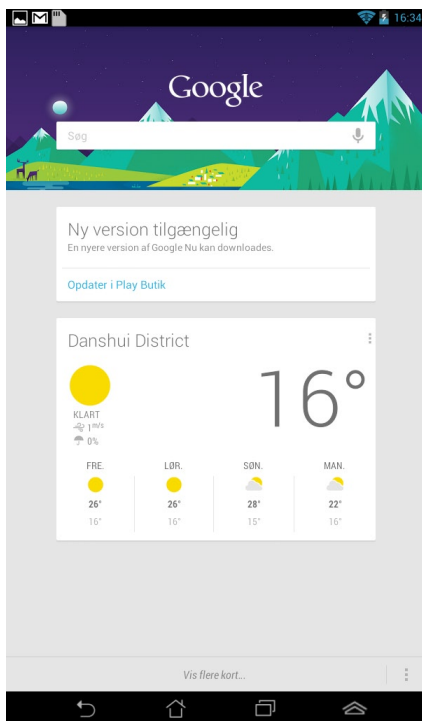 16:34
Google
Søg
Ny version tilgængelig
En nyere version af Google Nu kan downloades.
Opdater i Play Butik
Danshui District
16°
KLART
1 m/s
0%
FRE. LØR. SØN. MAN.
26° 26° 28° 22°
16° 16° 15° 16°
Vis flere kort...